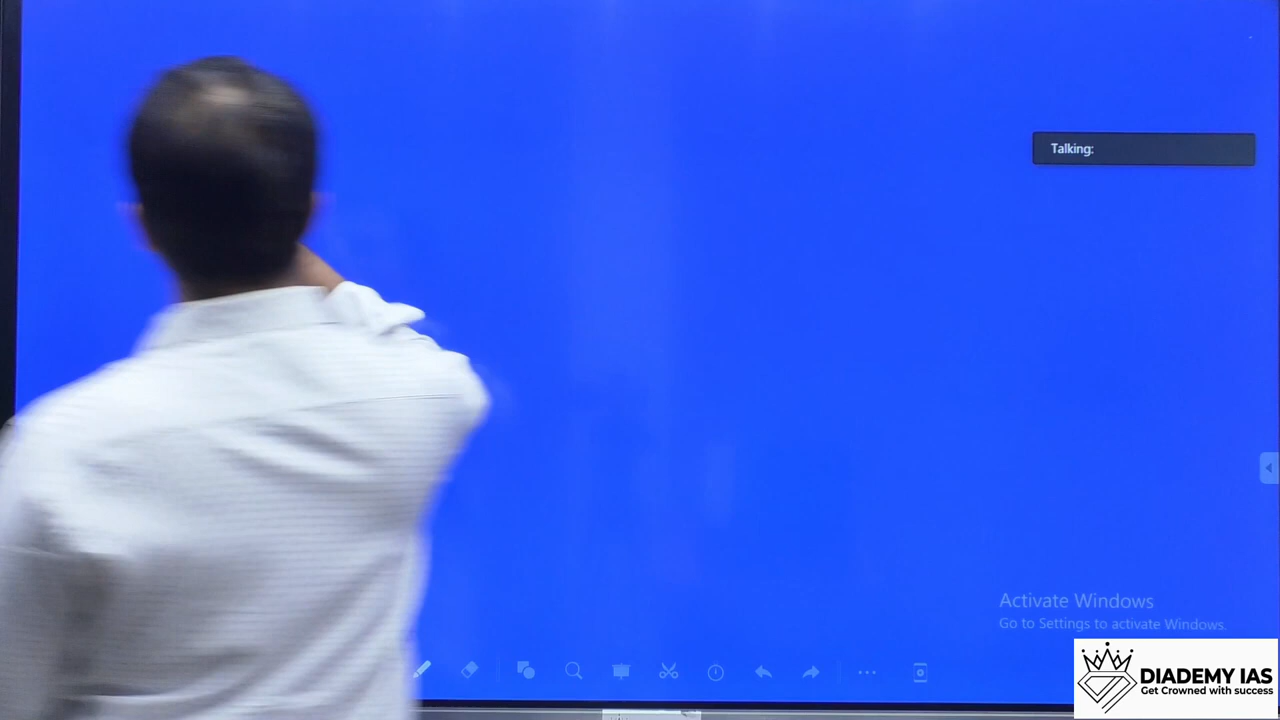 Talking:
Activate Windows
Go to Settings to activate Windows.
DIADEMY IAS
Get Crowned with success